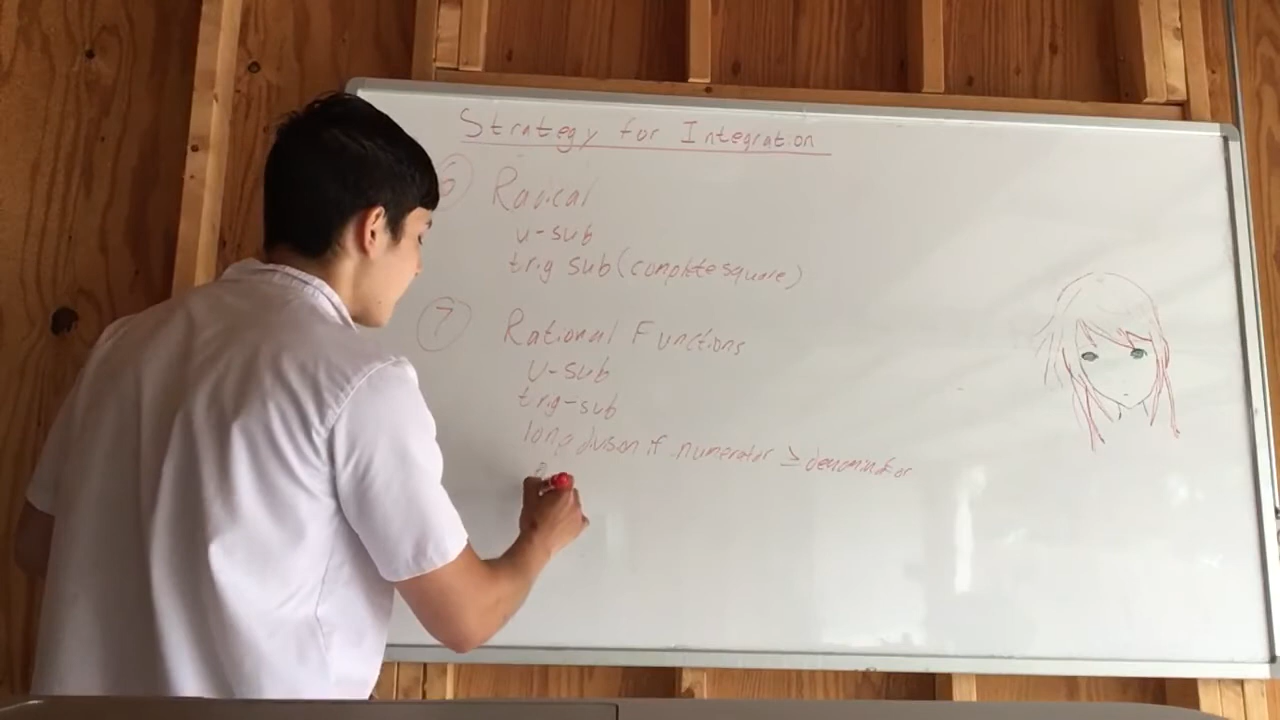 Strategy for Integration
6 Radical
u-sub
trig sub (complete square)
7 Rational Functions
u-sub
trig-sub
long divison if numerator ≥ denominator